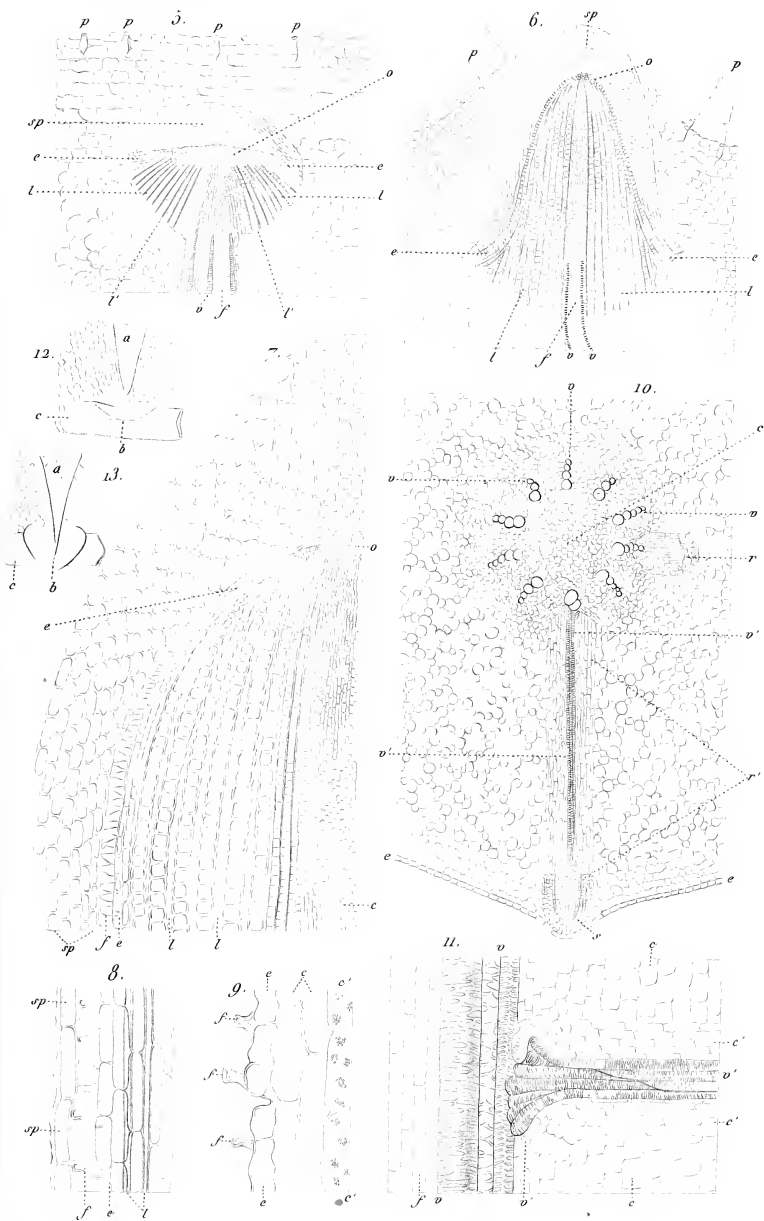 p p 5. p p
o
sp
e e
l l
l' v f l'
6. sp
p o p
e e
l l
f v v
12. a
c
b
7.
o
e
c
sp f e l l
13. a
c b
10. v
c
v v
r
v'
v' r'
e e
s
8.
sp
sp
f e l
9. e c c'
f
f
f
e c'
11. v c
c'
v'
c'
f v v c